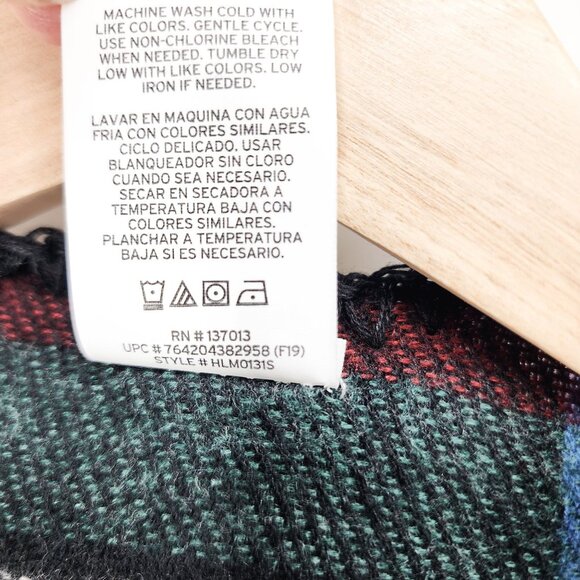 MACHINE WASH COLD WITH
LIKE COLORS. GENTLE CYCLE.
USE NON-CHLORINE BLEACH
WHEN NEEDED. TUMBLE DRY
LOW WITH LIKE COLORS. LOW
IRON IF NEEDED.
LAVAR EN MAQUINA CON AGUA
FRIA CON COLORES SIMILARES.
CICLO DELICADO. USAR
BLANQUEADOR SIN CLORO
CUANDO SEA NECESARIO.
SECAR EN SECADORA A
TEMPERATURA BAJA CON
COLORES SIMILARES.
PLANCHAR A TEMPERATURA
BAJA SI ES NECESARIO.
RN # 137013
UPC # 764204382958 (F19)
STYLE # HLM0131S